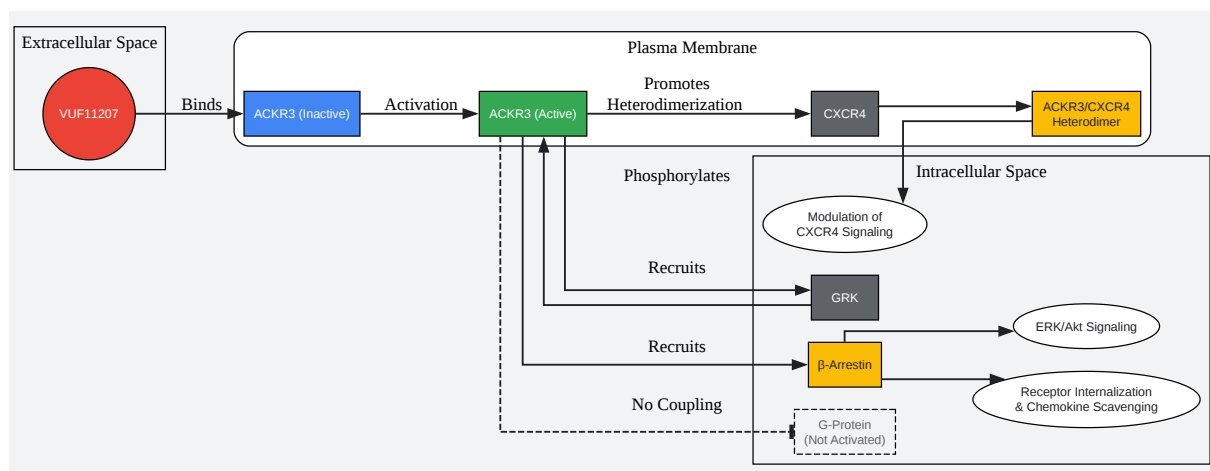 Extracellular Space
Plasma Membrane
VUF11207
Binds
ACKR3 (Inactive)
Activation
ACKR3 (Active)
Promotes
Heterodimerization
CXCR4
ACKR3/CXCR4
Heterodimer
Phosphorylates
Intracellular Space
Modulation of
CXCR4 Signaling
Recruits
GRK
ERK/Akt Signaling
Recruits
β-Arrestin
Receptor Internalization
& Chemokine Scavenging
No Coupling
G-Protein
(Not Activated)